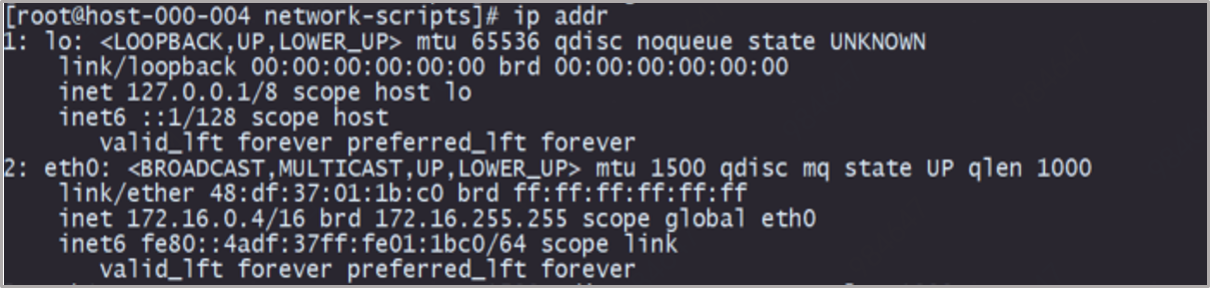 [root@host-000-004 network-scripts]# ip addr
1: lo: <LOOPBACK,UP,LOWER_UP> mtu 65536 qdisc noqueue state UNKNOWN
link/loopback 00:00:00:00:00:00 brd 00:00:00:00:00:00
inet 127.0.0.1/8 scope host lo
inet6 ::1/128 scope host
valid_lft forever preferred_lft forever
2: eth0: <BROADCAST,MULTICAST,UP,LOWER_UP> mtu 1500 qdisc mq state UP qlen 1000
link/ether 48:df:37:01:1b:c0 brd ff:ff:ff:ff:ff:ff
inet 172.16.0.4/16 brd 172.16.255.255 scope global eth0
inet6 fe80::4adf:37ff:fe01:1bc0/64 scope link
valid_lft forever preferred_lft forever